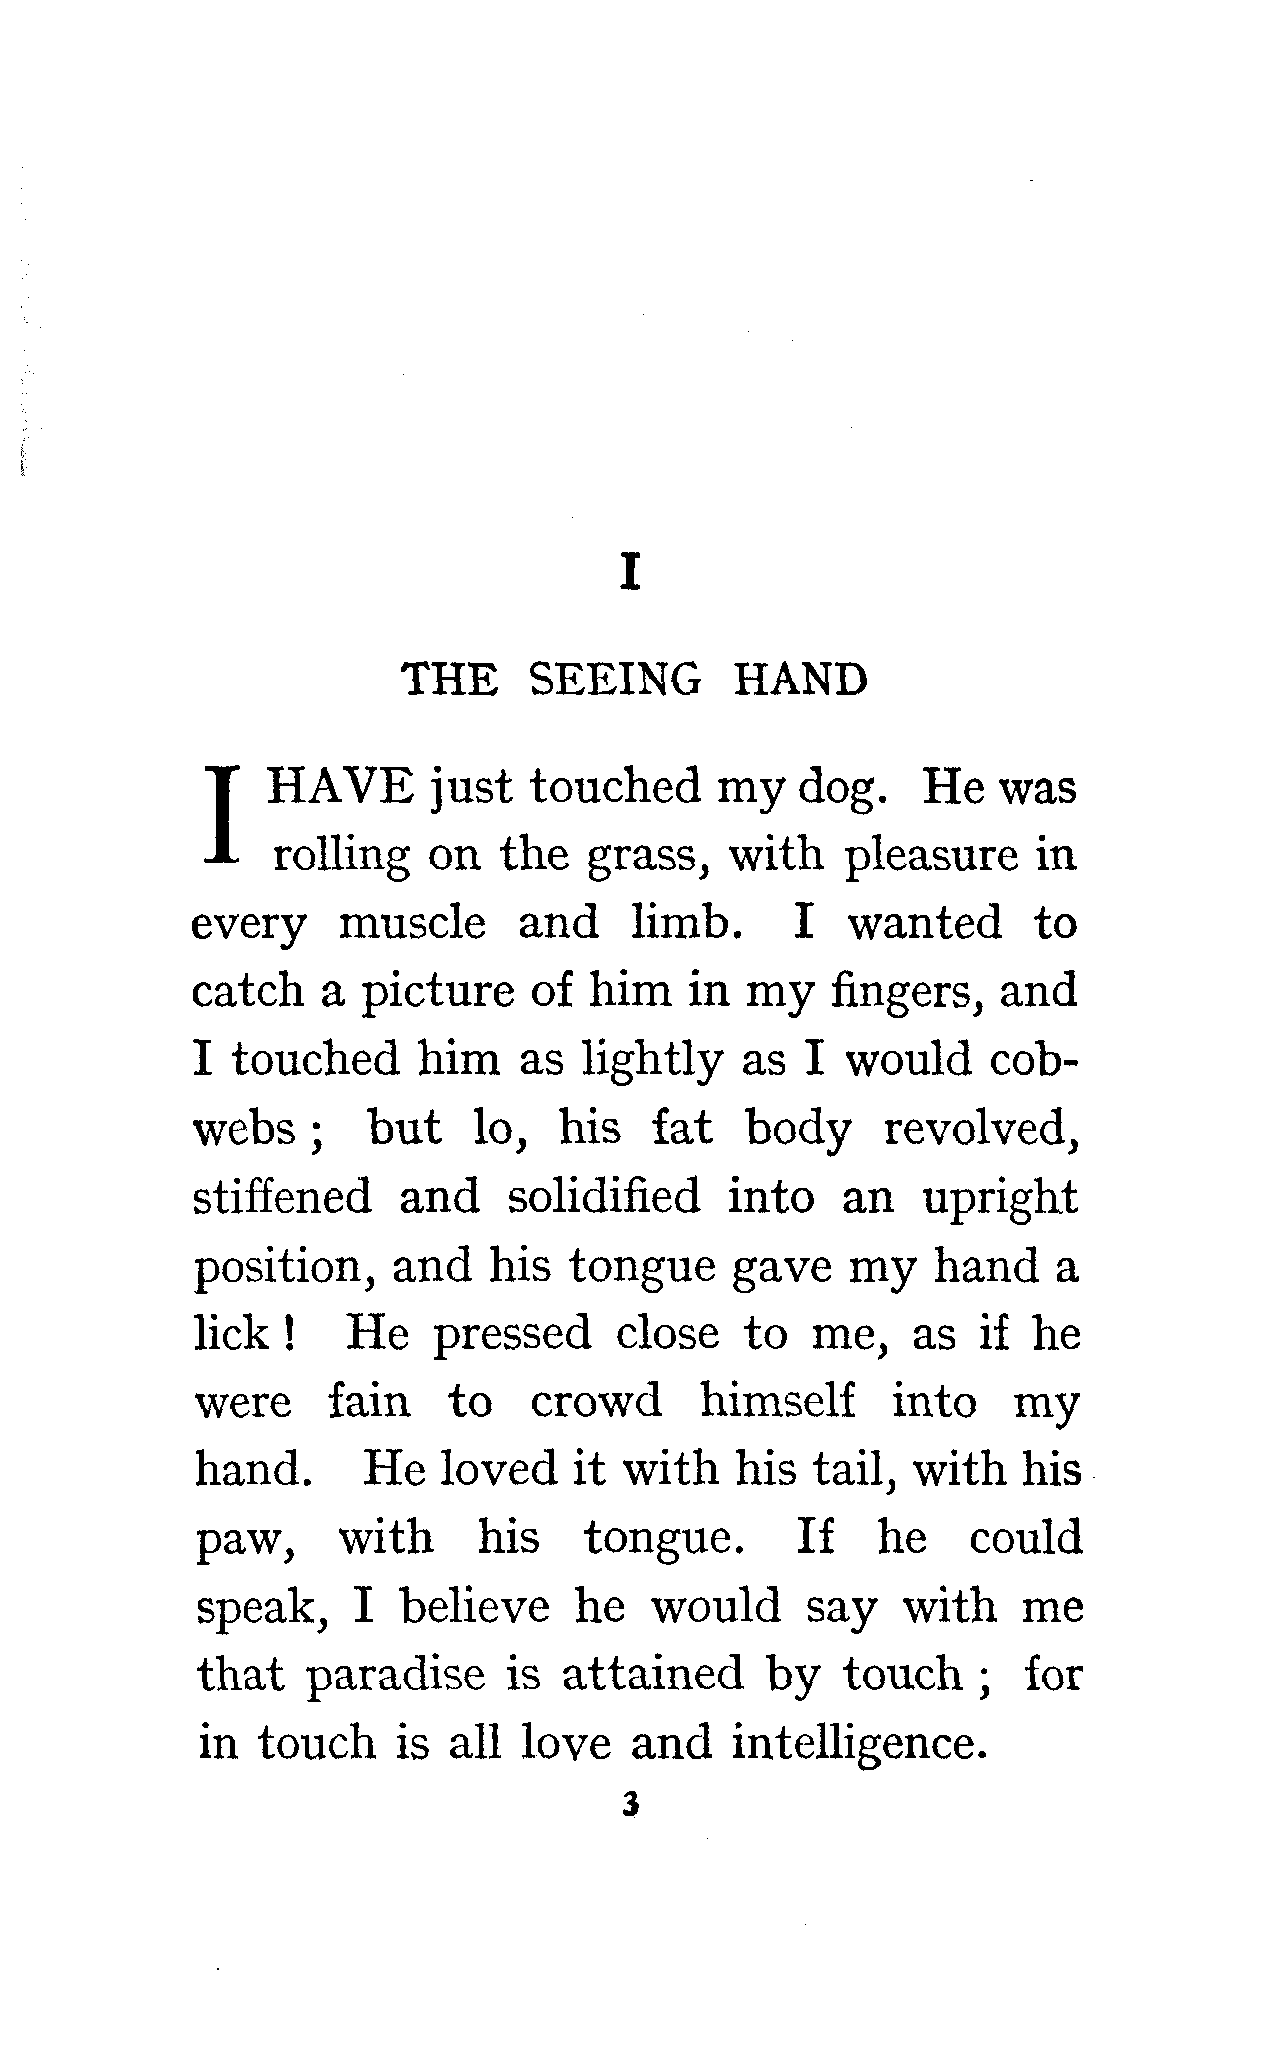 I
THE SEEING HAND
I HAVE just touched my dog. He was
rolling on the grass, with pleasure in
every muscle and limb. I wanted to
catch a picture of him in my fingers, and
I touched him as lightly as I would cob-
webs ; but lo, his fat body revolved,
stiffened and solidified into an upright
position, and his tongue gave my hand a
lick ! He pressed close to me, as if he
were fain to crowd himself into my
hand. He loved it with his tail, with his
paw, with his tongue. If he could
speak, I believe he would say with me
that paradise is attained by touch ; for
in touch is all love and intelligence.
3